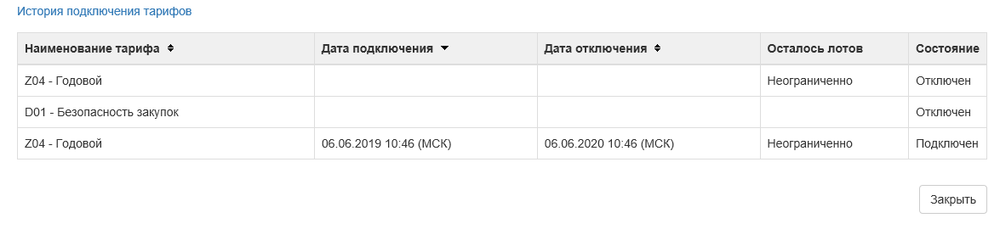 История подключения тарифов
Наименование тарифа Дата подключения Дата отключения Осталось лотов Состояние
Z04 - Годовой Неограниченно Отключен
D01 - Безопасность закупок Отключен
Z04 - Годовой 06.06.2019 10:46 (МСК) 06.06.2020 10:46 (МСК) Неограниченно Подключен
Закрыть